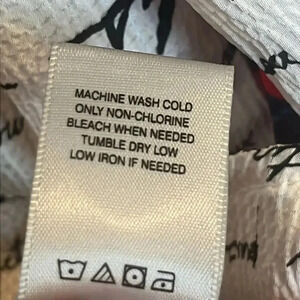 MACHINE WASH COLD
ONLY NON-CHLORINE
BLEACH WHEN NEEDED
TUMBLE DRY LOW
LOW IRON IF NEEDED